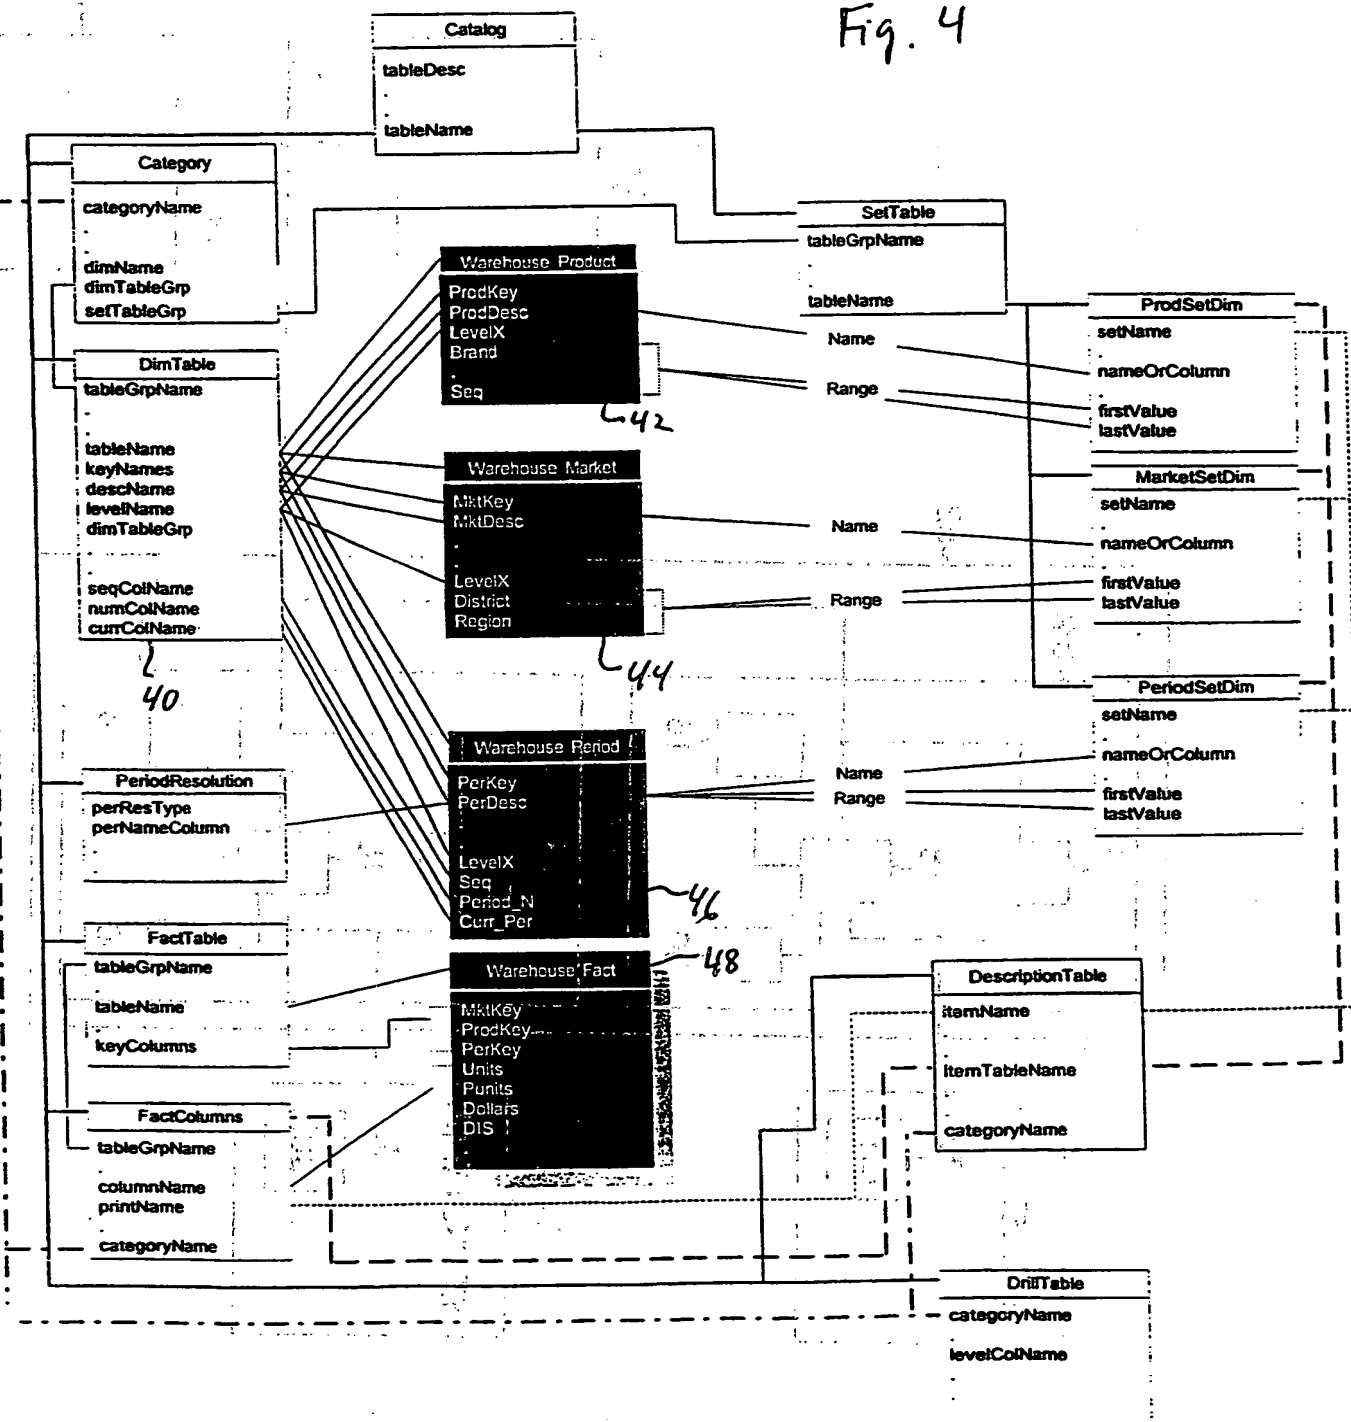 Fig. 4
Catalog
tableDesc
.
.
tableName
Category
categoryName
.
.
dimName
dimTableGrp
setTableGrp
DimTable
tableGrpName
.
.
tableName
keyNames
descName
levelName
dimTableGrp
.
.
seqColName
numColName
currColName
40
PeriodResolution
perResType
perNameColumn
.
.
FactTable
tableGrpName
.
tableName
.
keyColumns
FactColumns
tableGrpName
.
columnName
printName
.
categoryName
Warehouse Product
ProdKey
ProdDesc
LevelX
Brand
.
Seq
42
Warehouse Market
MktKey
MktDesc
.
.
LevelX
District
Region
44
Warehouse Period
PerKey
PerDesc
.
.
LevelX
Seq
Period_N
Curr_Per
46
Warehouse Fact
48
MktKey
ProdKey
PerKey
Units
Punits
Dollars
DIS
.
SetTable
tableGrpName
.
.
tableName
Name
Range
Name
Range
Name
Range
ProdSetDim
setName
.
nameOrColumn
.
firstValue
lastValue
MarketSetDim
setName
.
nameOrColumn
.
firstValue
lastValue
PeriodSetDim
setName
.
nameOrColumn
.
firstValue
lastValue
DescriptionTable
itemName
.
.
itemTableName
.
.
categoryName
DrillTable
categoryName
.
levelColName
.
.